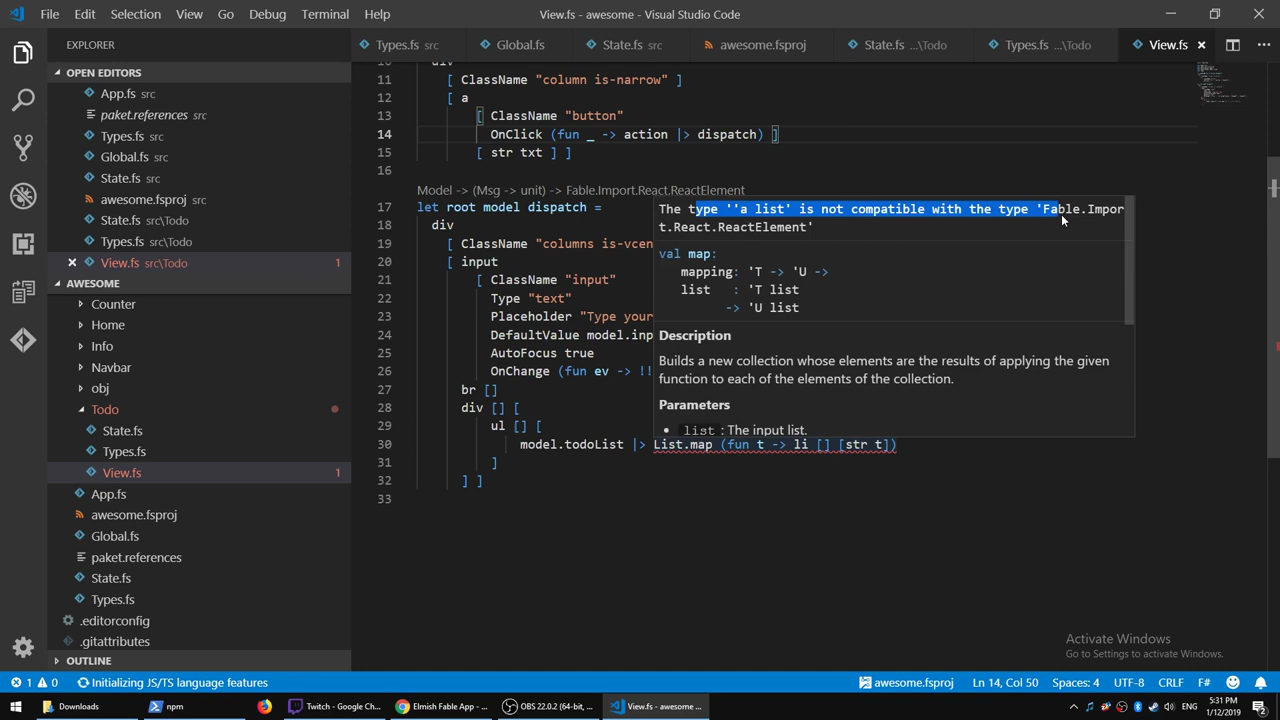 File Edit Selection View Go Debug Terminal Help
View.fs - awesome - Visual Studio Code
EXPLORER
OPEN EDITORS
App.fs src
paket.references src
Types.fs src
Global.fs src
State.fs src
awesome.fsproj src
State.fs src\Todo
Types.fs src\Todo
View.fs src\Todo 1
AWESOME
Counter
Home
Info
Navbar
obj
Todo
State.fs
Types.fs
View.fs 1
App.fs
awesome.fsproj
Global.fs
paket.references
State.fs
Types.fs
.editorconfig
.gitattributes
OUTLINE
Types.fs src Global.fs src State.fs src awesome.fsproj State.fs ...\Todo Types.fs ...\Todo View.fs
11 [ ClassName "column is-narrow" ]
12 [ a
13 [ ClassName "button"
14 OnClick (fun _ -> action |> dispatch) ]
15 [ str txt ] ]
16
Model -> (Msg -> unit) -> Fable.Import.React.ReactElement
17 let root model dispatch =
18 div
19 [ ClassName "columns is-vce
20 [ input
21 [ ClassName "input"
22 Type "text"
23 Placeholder "Type your
24 DefaultValue model.inp
25 AutoFocus true
26 OnChange (fun ev -> !!
27 br []
28 div [] [
29 ul [] [
30 model.todoList |> List.map (fun t -> li [] [str t])
31 ]
32 ] ]
33
The type ''a list' is not compatible with the type 'Fable.Impor
t.React.ReactElement'
val map:
mapping: 'T -> 'U ->
list : 'T list
-> 'U list
Description
Builds a new collection whose elements are the results of applying the given
function to each of the elements of the collection.
Parameters
list : The input list.
Activate Windows
Go to Settings to activate Windows.
1 0 Initializing JS/TS language features
awesome.fsproj Ln 14, Col 50 Spaces: 4 UTF-8 CRLF F#
Downloads npm Twitch - Google Ch... Elmish Fable App - ... OBS 22.0.2 (64-bit, ... View.fs - awesome ...
ENG 5:31 PM
1/12/2019
2